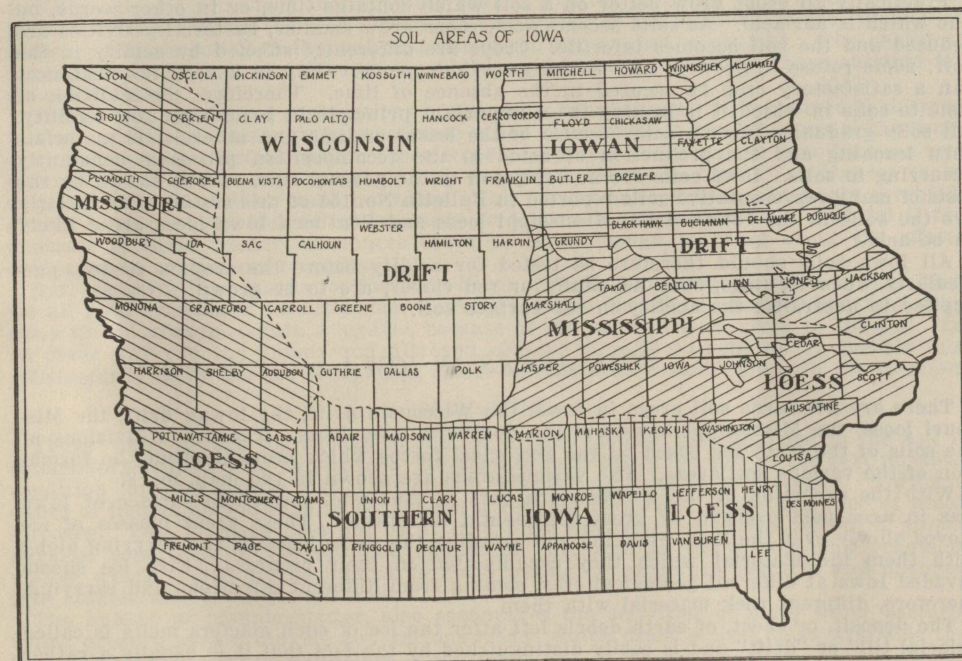 SOIL AREAS OF IOWA
LYON OSCEOLA DICKINSON EMMET KOSSUTH WINNEBAGO WORTH MITCHELL HOWARD WINNISHIEK ALLAMAKEE
SIOUX O'BRIEN CLAY PALO ALTO HANCOCK CERRO GORDO FLOYD CHICKASAW
WISCONSIN IOWAN FAYETTE CLAYTON
PLYMOUTH CHEROKEE BUENA VISTA POCOHONTAS HUMBOLT WRIGHT FRANKLIN BUTLER BREMER
MISSOURI WEBSTER BLACK HAWK BUCHANAN DELAWARE DUBUQUE
WOODBURY IDA SAC CALHOUN HAMILTON HARDIN GRUNDY DRIFT
DRIFT TAMA BENTON LINN JONES JACKSON
MONONA CRAWFORD CARROLL GREENE BOONE STORY MARSHALL
MISSISSIPPI CLINTON
CEDAR
HARRISON SHELBY AUDUBON GUTHRIE DALLAS POLK JASPER POWESHIEK IOWA JOHNSON LOESS SCOTT
MUSCATINE
POTTAWATTAMIE CASS ADAIR MADISON WARREN MARION MAHASKA KEOKUK WASHINGTON
LOESS LOUISA
MILLS MONTGOMERY ADAMS UNION CLARK LUCAS MONROE WAPELLO JEFFERSON HENRY DES MOINES
SOUTHERN IOWA LOESS
FREMONT PAGE TAYLOR RINGGOLD DECATUR WAYNE APPANOOSE DAVIS VAN BUREN LEE